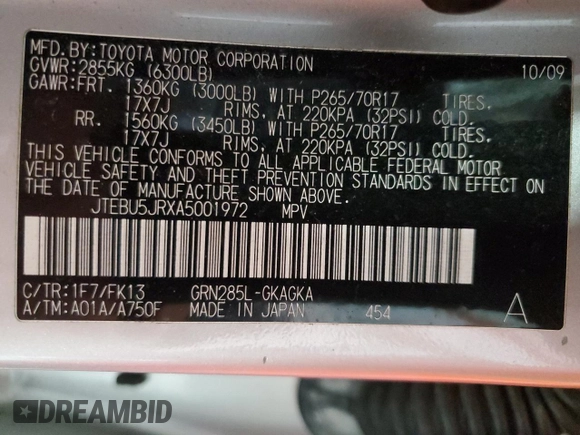 MFD.BY:TOYOTA MOTOR CORPORATION 10/09
GVWR:2855KG (6300LB)
GAWR:FRT. 1360KG (3000LB) WITH P265/70R17 TIRES.
17X7J RIMS, AT 220KPA (32PSI) COLD.
RR. 1560KG (3450LB) WITH P265/70R17 TIRES.
17X7J RIMS, AT 220KPA (32PSI) COLD.
THIS VEHICLE CONFORMS TO ALL APPLICABLE FEDERAL MOTOR
VEHICLE SAFETY AND THEFT PREVENTION STANDARDS IN EFFECT ON
THE DATE OF MANUFACTURE SHOWN ABOVE.
JTEBU5JRXA5001972 MPV
C/TR:1F7/FK13 GRN285L-GKAGKA
A/TM:A01A/A750F MADE IN JAPAN 454 A
DREAMBID